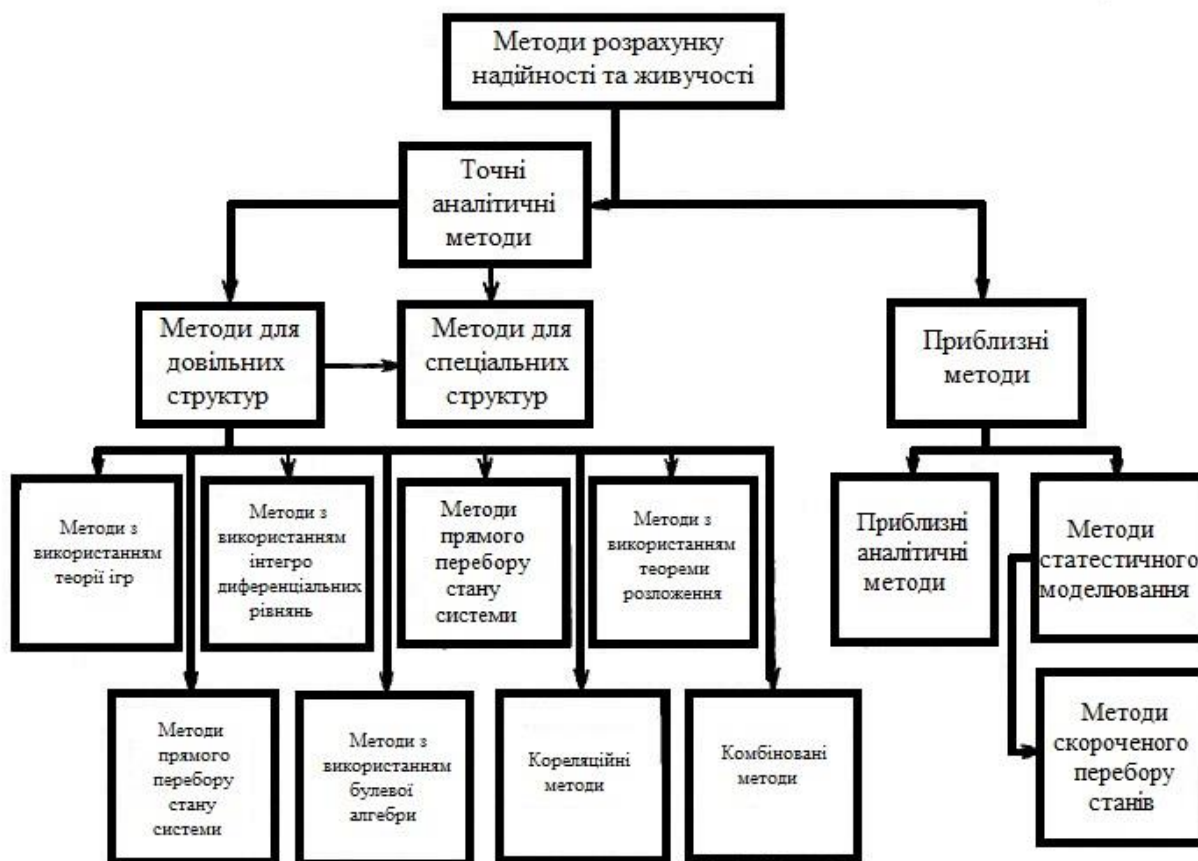 Методи розрахунку
надійності та живучості
Точні
аналітичні
методи
Методи для
довільних
структур
Методи для
спеціальних
структур
Приблизні
методи
Методи з
використанням
теорії ігр
Методи з
використанням
інтегро
диференціальних
рівнянь
Методи
прямого
перебору
стану
системи
Методи з
використанням
теореми
розложення
Приблизні
аналітичні
методи
Методи
статестичного
моделювання
Методи
прямого
перебору
стану
системи
Методи з
використанням
булевої
алгебри
Кореляційні
методи
Комбіновані
методи
Методи
скороченого
перебору
станів